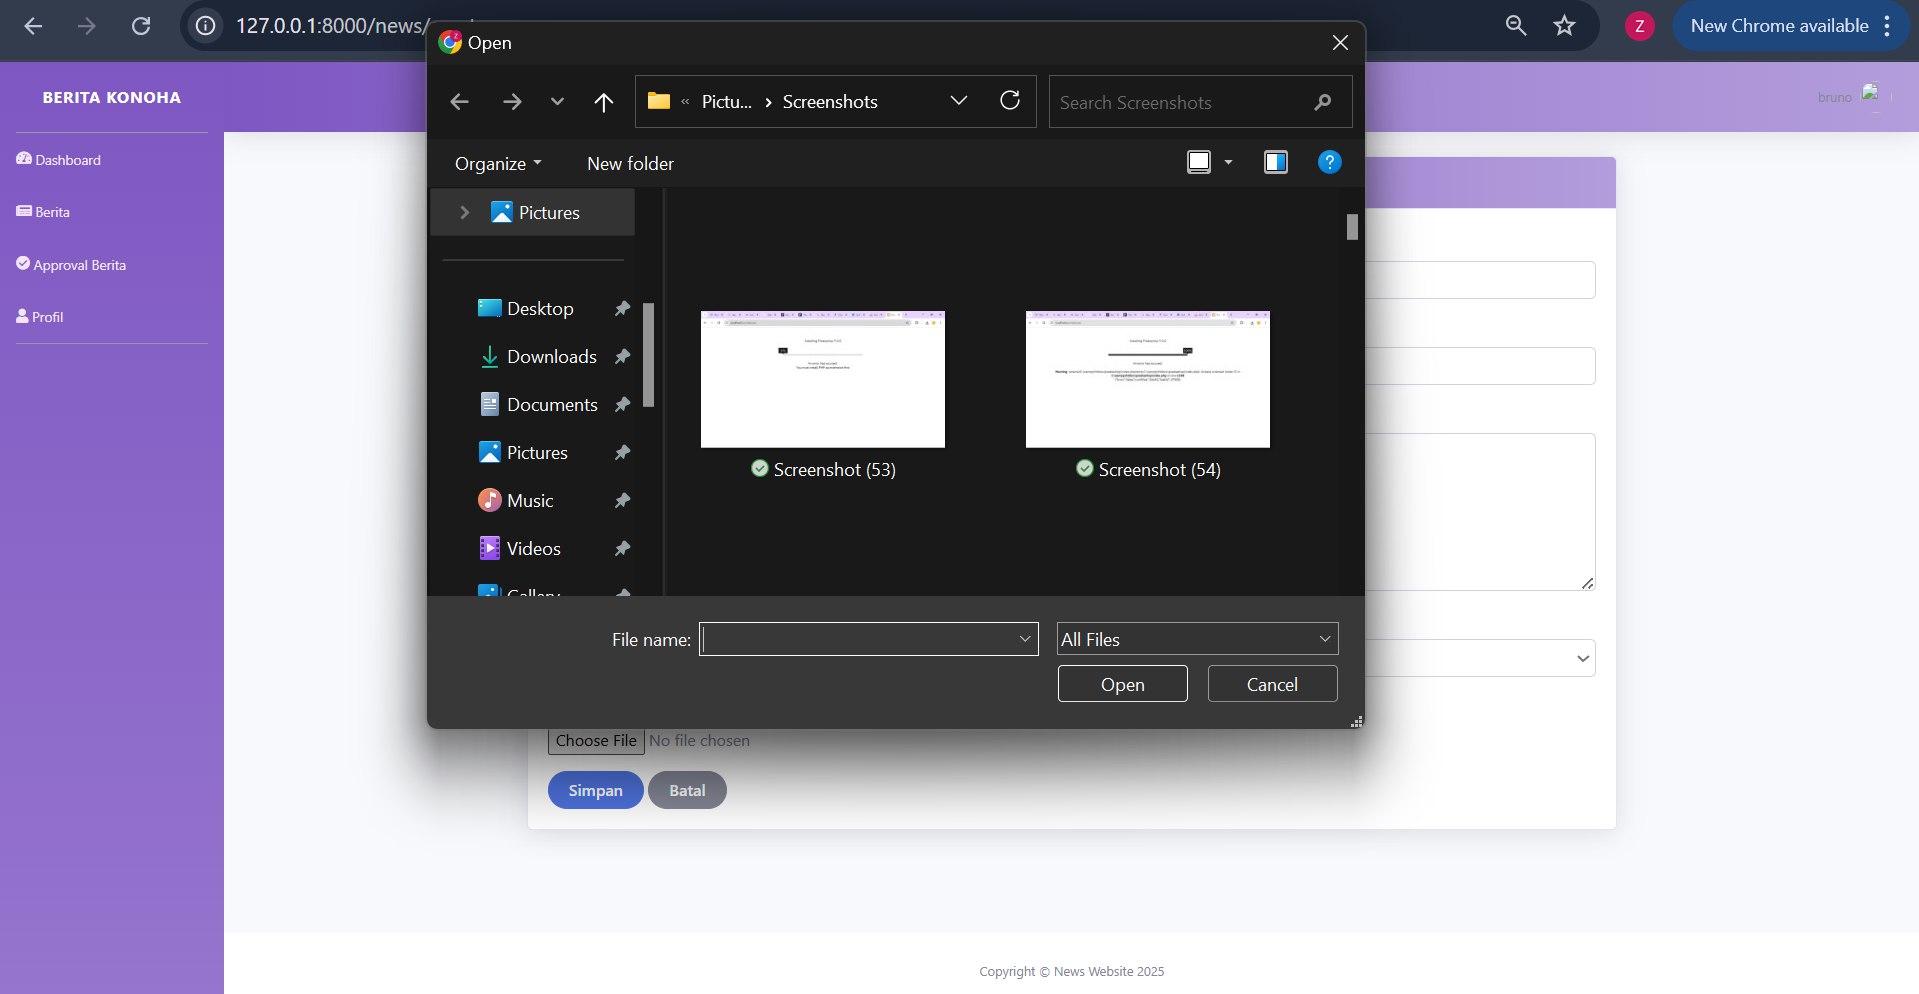 127.0.0.1:8000/news/
Z
New Chrome available
Open
BERITA KONOHA
Dashboard
Berita
Approval Berita
Profil
bruno
« Pictu... › Screenshots
Search Screenshots
Organize
New folder
?
Pictures
Desktop
Downloads
Documents
Pictures
Music
Videos
Gallery
Screenshot (53)
Screenshot (54)
File name:
All Files
Open
Cancel
Choose File No file chosen
Simpan
Batal
Copyright © News Website 2025